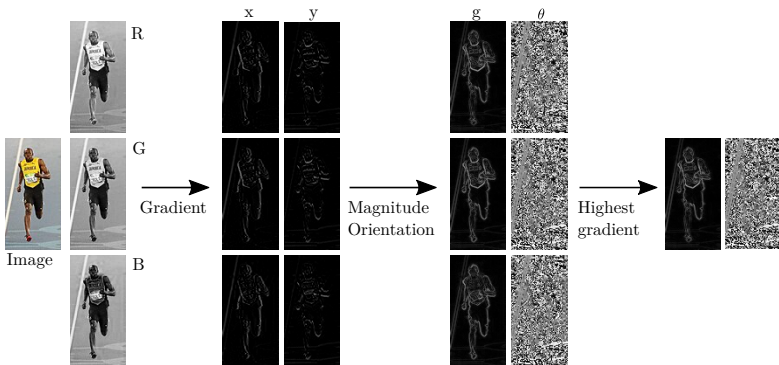 x y g θ
R
G
Gradient
Magnitude
Orientation
Highest
gradient
Image
B